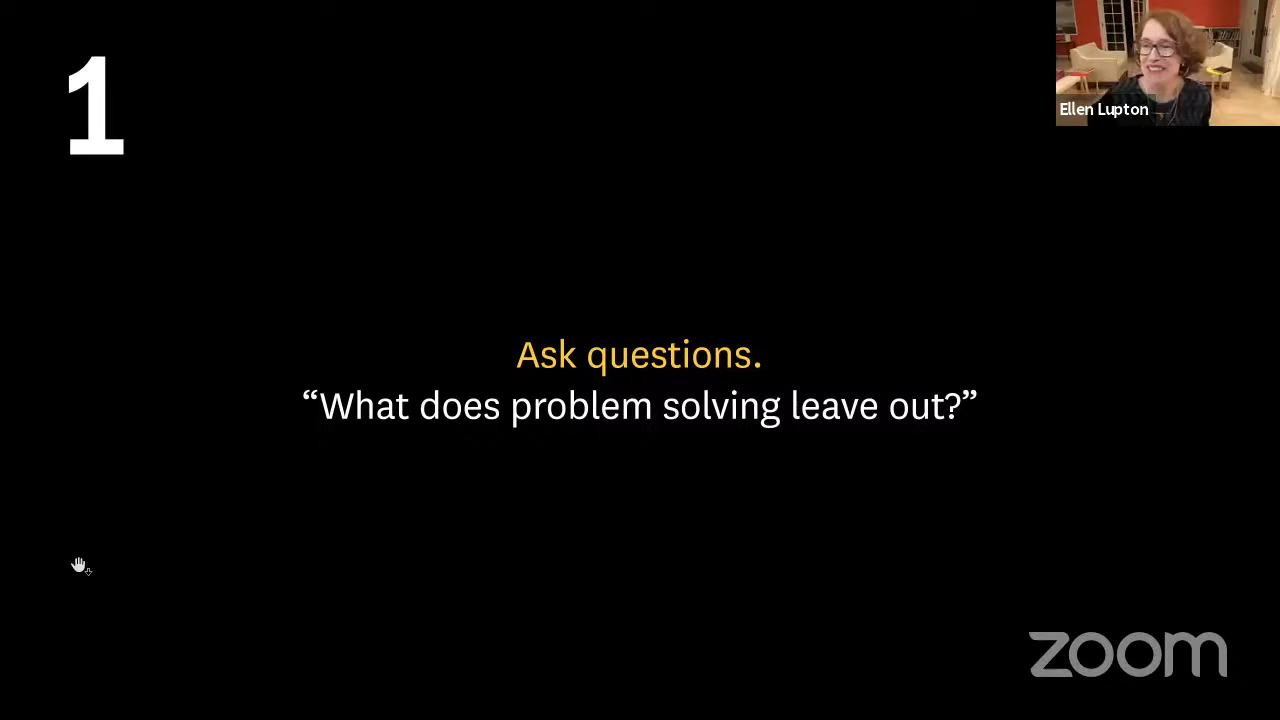 1
Ellen Lupton
Ask questions.
“What does problem solving leave out?”
zoom